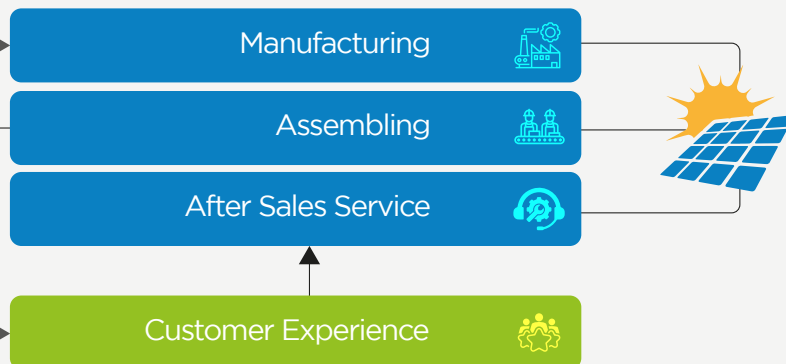 Manufacturing
Assembling
After Sales Service
Customer Experience